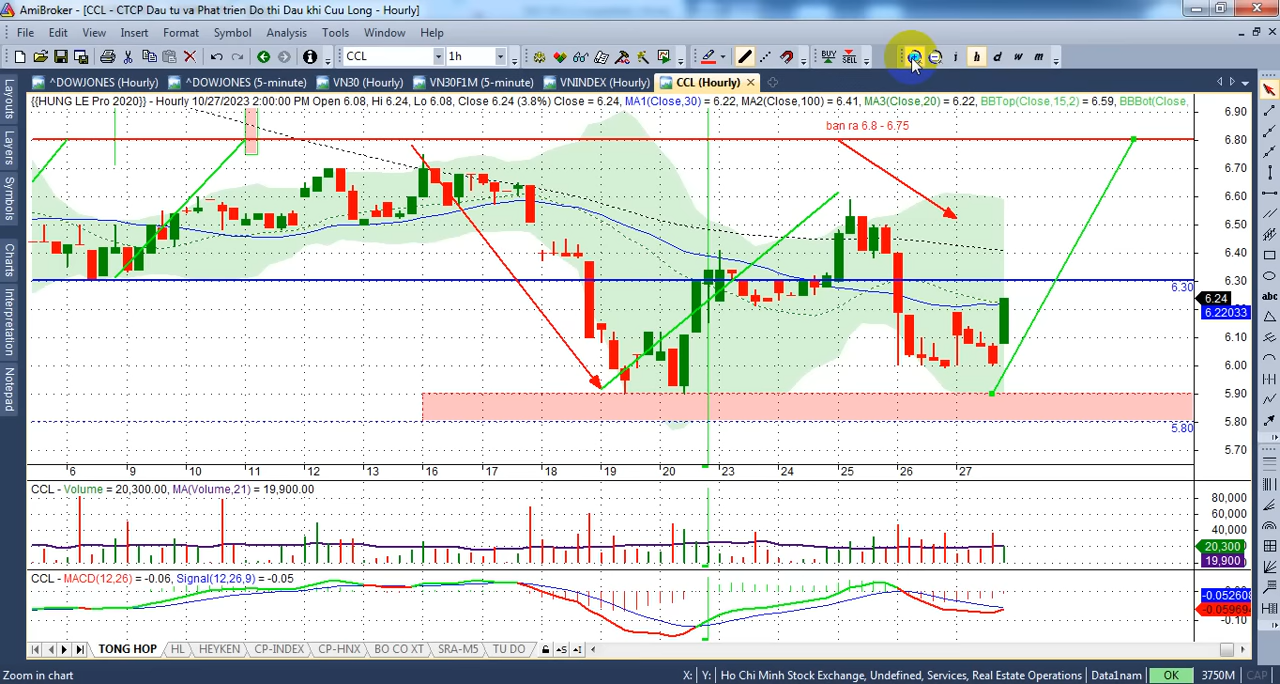 AmiBroker - [CCL - CTCP Dau tu va Phat trien Do thi Dau khi Cuu Long - Hourly]
File Edit View Insert Format Symbol Analysis Tools Window Help
CCL 1h BUY SELL i h d w m
^DOWJONES (Hourly) ^DOWJONES (5-minute) VN30 (Hourly) VN30F1M (5-minute) VNINDEX (Hourly) CCL (Hourly)
Layouts
Layers
Symbols
Charts
Interpretation
Notepad
{{HUNG LE Pro 2020}} - Hourly 10/27/2023 2:00:00 PM Open 6.08, Hi 6.24, Lo 6.08, Close 6.24 (3.8%) Close = 6.24, MA1(Close,30) = 6.22, MA2(Close,100) = 6.41, MA3(Close,20) = 6.22, BBTop(Close,15,2) = 6.59, BBBot(Close,
ban ra 6.8 - 6.75
6.90
6.80
6.70
6.60
6.50
6.40
6.30
6.30
6.24
6.22033
6.10
6.00
5.90
5.80
5.80
5.70
6 9 10 11 12 13 16 17 18 19 20 23 24 25 26 27
CCL - Volume = 20,300.00, MA(Volume,21) = 19,900.00
80,000
60,000
40,000
20,300
19,900
CCL - MACD(12,26) = -0.06, Signal(12,26,9) = -0.05
-0.052608
-0.10
TONG HOP HL HEYKEN CP-INDEX CP-HNX BO CO XT SRA-M5 TU DO
Zoom in chart X: Y: Ho Chi Minh Stock Exchange, Undefined, Services, Real Estate Operations Data1nam OK 3750M CAP
abc